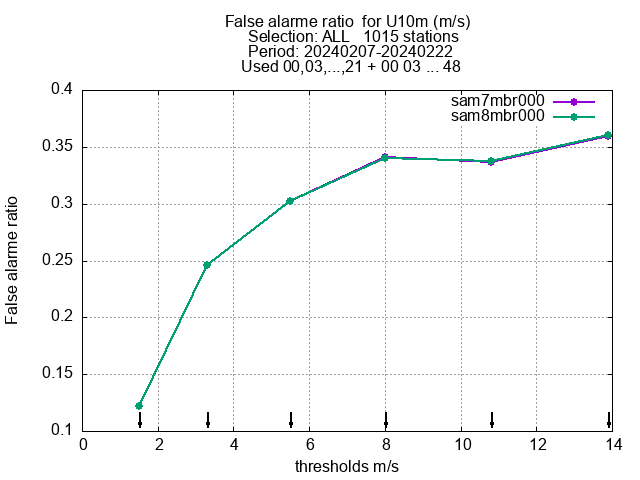 False alarme ratio  for U10m (m/s)
Selection: ALL   1015 stations
Period: 20240207-20240222
Used 00,03,...,21 + 00 03 ... 48
sam7mbr000
sam8mbr000
0.4
0.35
0.3
0.25
0.2
0.15
0.1
False alarme ratio
0 2 4 6 8 10 12 14
thresholds m/s